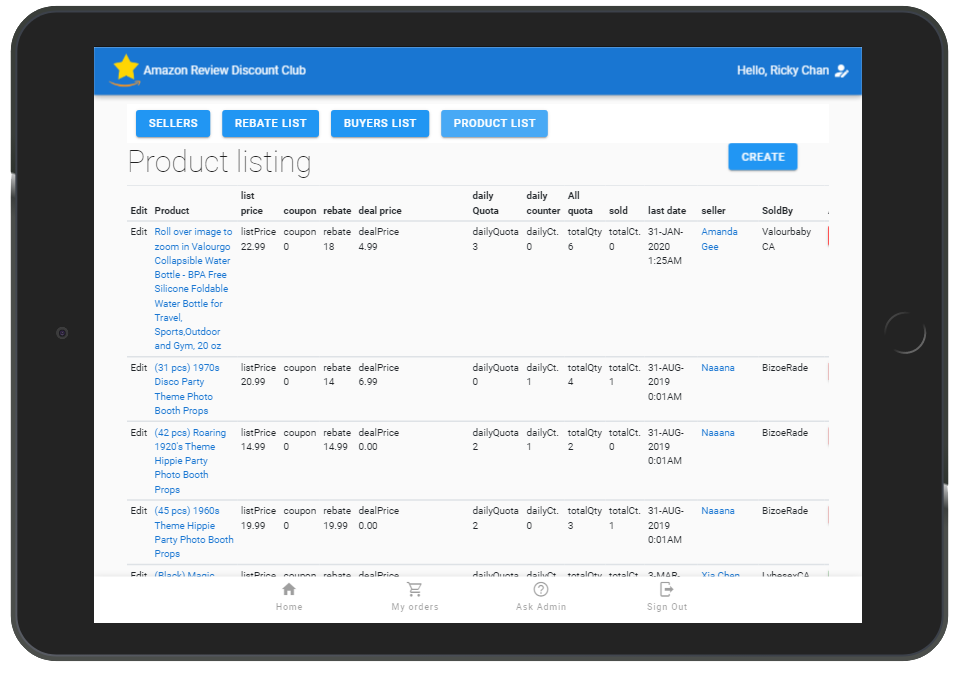 Amazon Review Discount Club
Hello, Ricky Chan
SELLERS REBATE LIST BUYERS LIST PRODUCT LIST
Product listing
CREATE
list daily daily All
Edit Product price coupon rebate deal price Quota counter quota sold last date seller SoldBy
Edit Roll over image to listPrice coupon rebate dealPrice dailyQuota dailyCt. totalQty totalCt. 31-JAN- Amanda Valourbaby
zoom in Valourgo 22.99 0 18 4.99 3 0 6 0 2020 Gee CA
Collapsible Water 1:25AM
Bottle - BPA Free
Silicone Foldable
Water Bottle for
Travel,
Sports,Outdoor
and Gym, 20 oz
Edit (31 pcs) 1970s listPrice coupon rebate dealPrice dailyQuota dailyCt. totalQty totalCt. 31-AUG- Naaana BizoeRade
Disco Party 20.99 0 14 6.99 0 1 4 1 2019
Theme Photo 0:01AM
Booth Props
Edit (42 pcs) Roaring listPrice coupon rebate dealPrice dailyQuota dailyCt. totalQty totalCt. 31-AUG- Naaana BizoeRade
1920's Theme 14.99 0 14.99 0.00 2 1 2 0 2019
Hippie Party 0:01AM
Photo Booth
Props
Edit (45 pcs) 1960s listPrice coupon rebate dealPrice dailyQuota dailyCt. totalQty totalCt. 31-AUG- Naaana BizoeRade
Theme Hippie 19.99 0 19.99 0.00 2 0 3 1 2019
Party Photo Booth 0:01AM
Props
Edit (Black) Magic listPrice coupon rebate dealPrice dailyQuota dailyCt. totalQty totalCt. 3-MAR- Xia Chen
Home My orders Ask Admin Sign Out